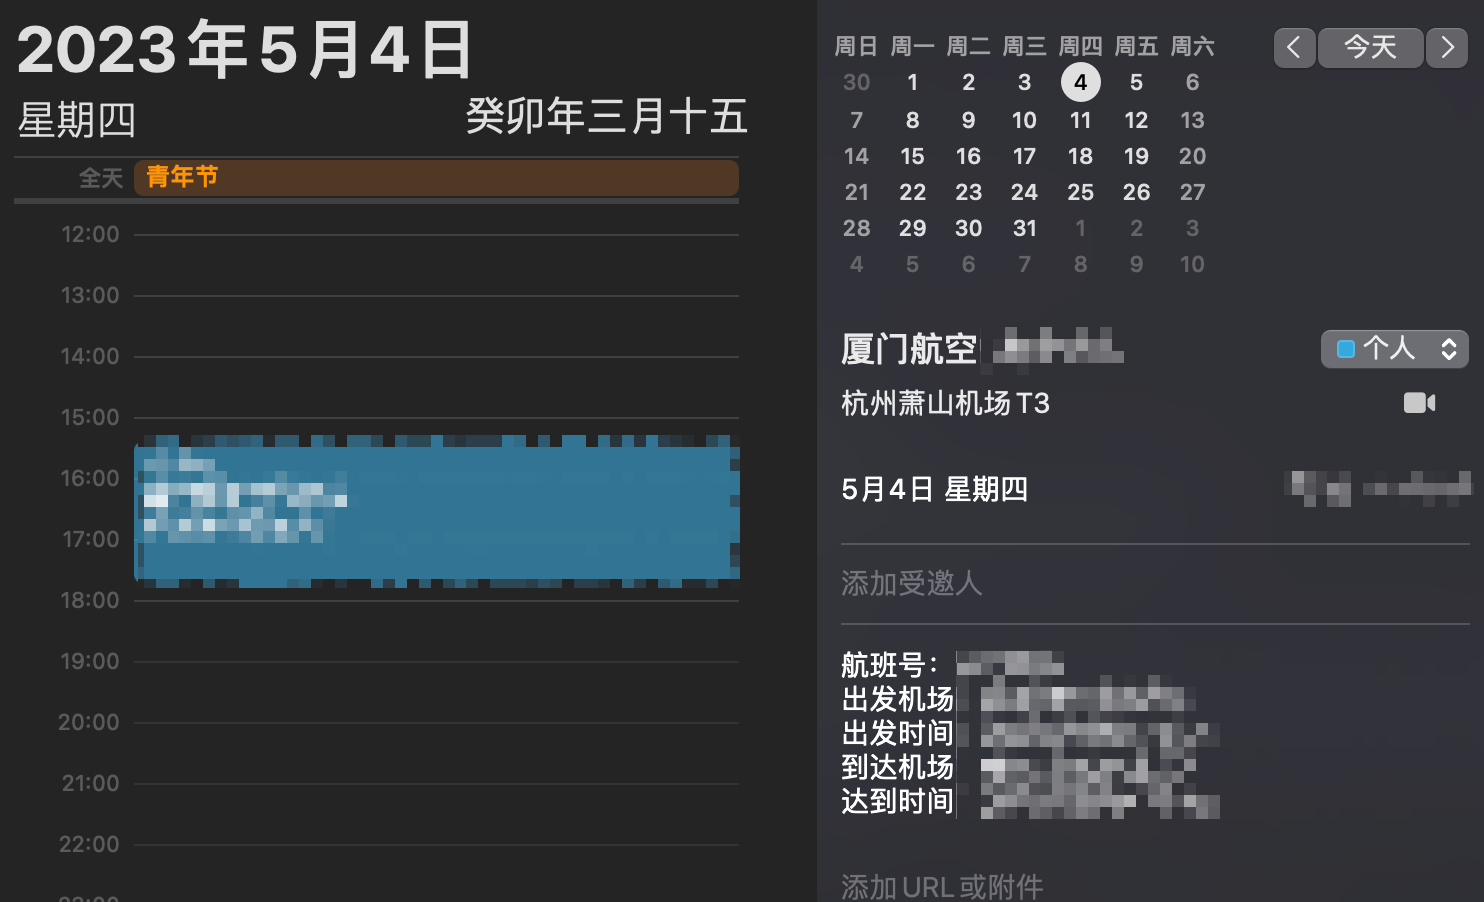 2023年5月4日
星期四
癸卯年三月十五
全天 青年节
12:00
13:00
14:00
15:00
16:00
17:00
18:00
19:00
20:00
21:00
22:00
周日 周一 周二 周三 周四 周五 周六
30 1 2 3 4 5 6
7 8 9 10 11 12 13
14 15 16 17 18 19 20
21 22 23 24 25 26 27
28 29 30 31 1 2 3
4 5 6 7 8 9 10
今天
厦门航空
个人
杭州萧山机场 T3
5月4日 星期四
添加受邀人
航班号：
出发机场
出发时间
到达机场
达到时间
添加 URL 或附件